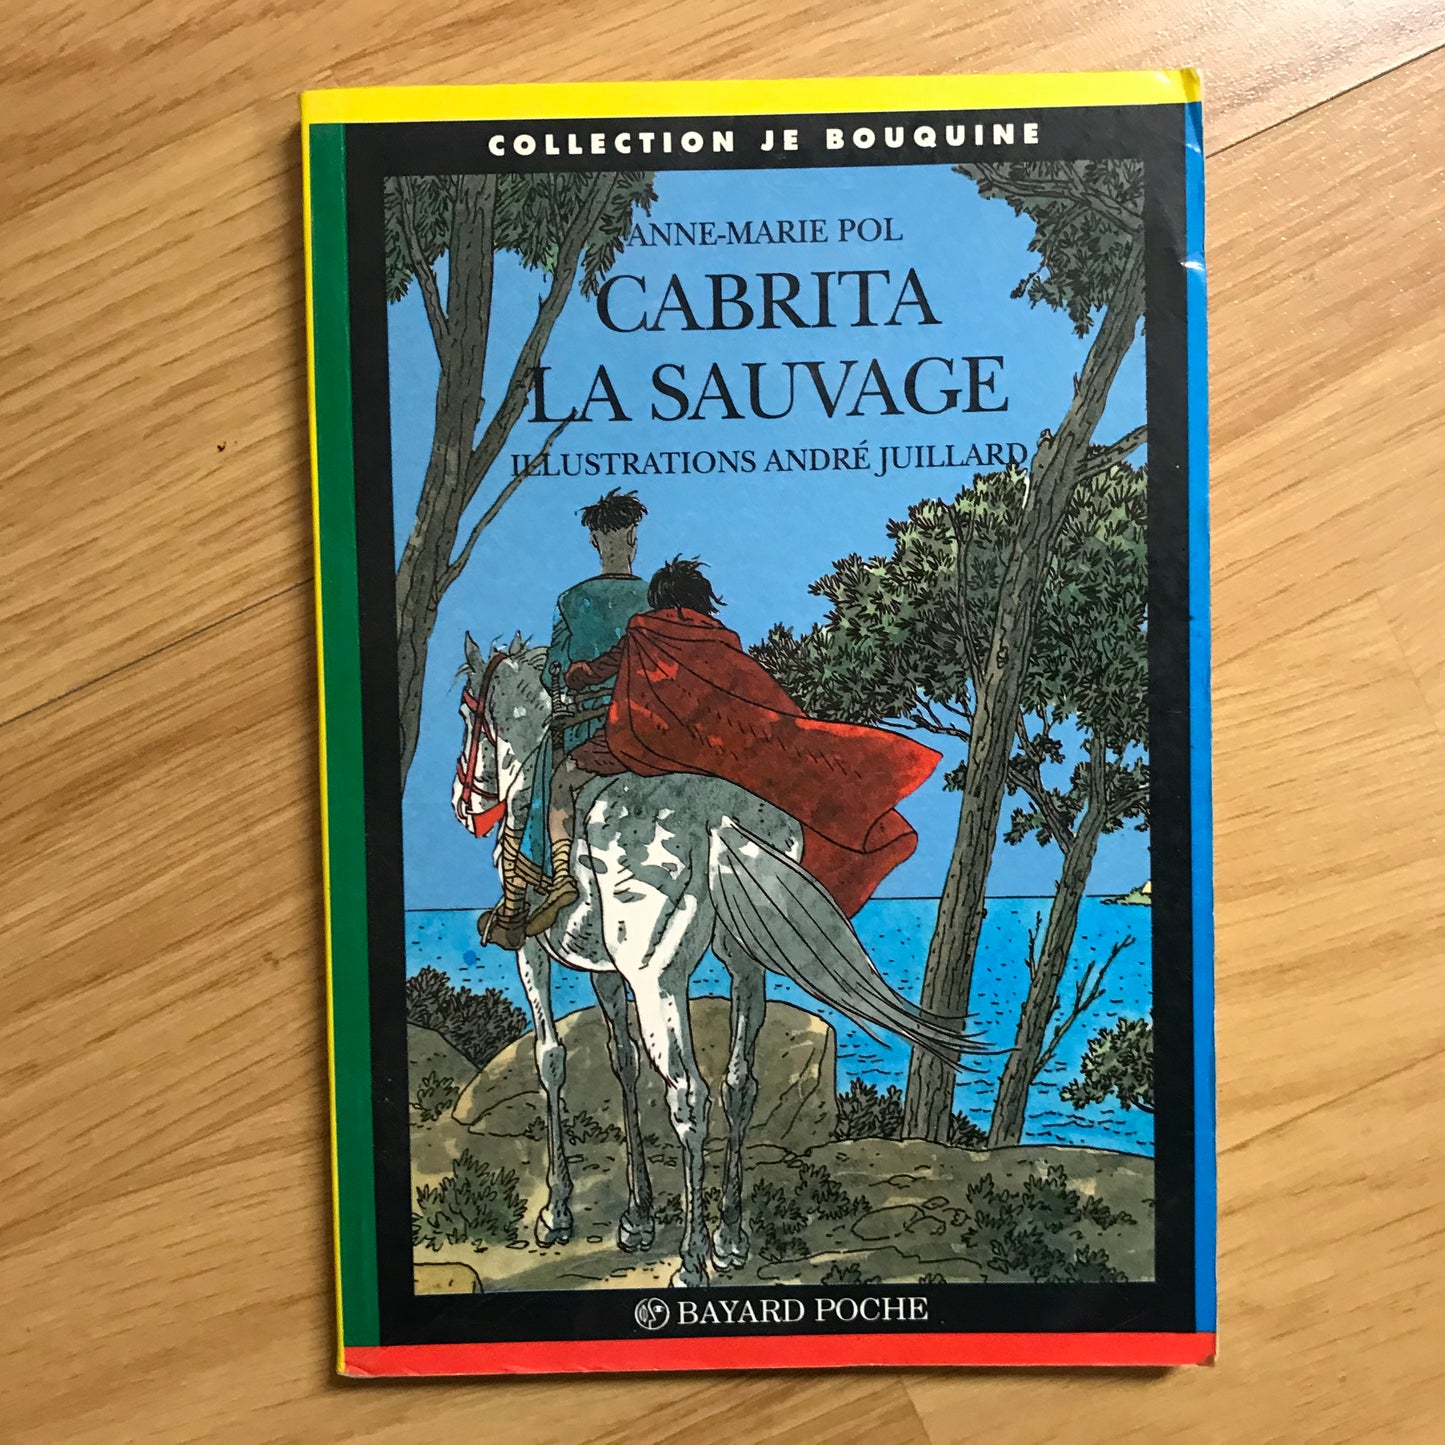 COLLECTION JE BOUQUINE
ANNE-MARIE POL
CABRITA
LA SAUVAGE
ILLUSTRATIONS ANDRÉ JUILLARD
BAYARD POCHE